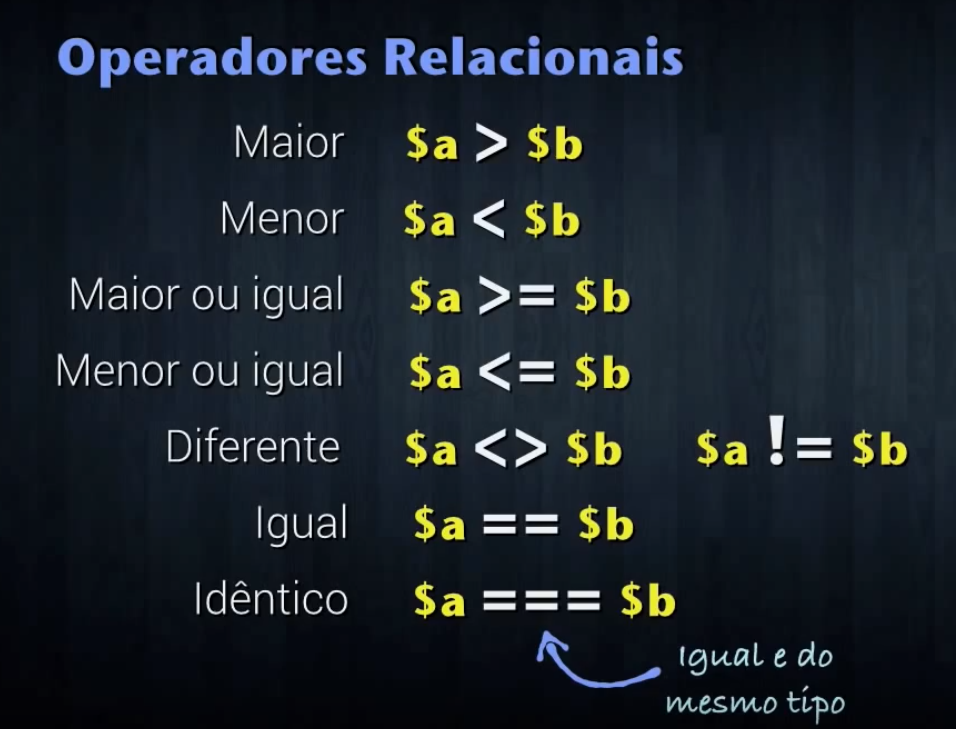 Operadores Relacionais
Maior $a > $b
Menor $a < $b
Maior ou igual $a >= $b
Menor ou igual $a <= $b
Diferente $a <> $b $a != $b
Igual $a == $b
Idêntico $a === $b
Igual e do
mesmo tipo